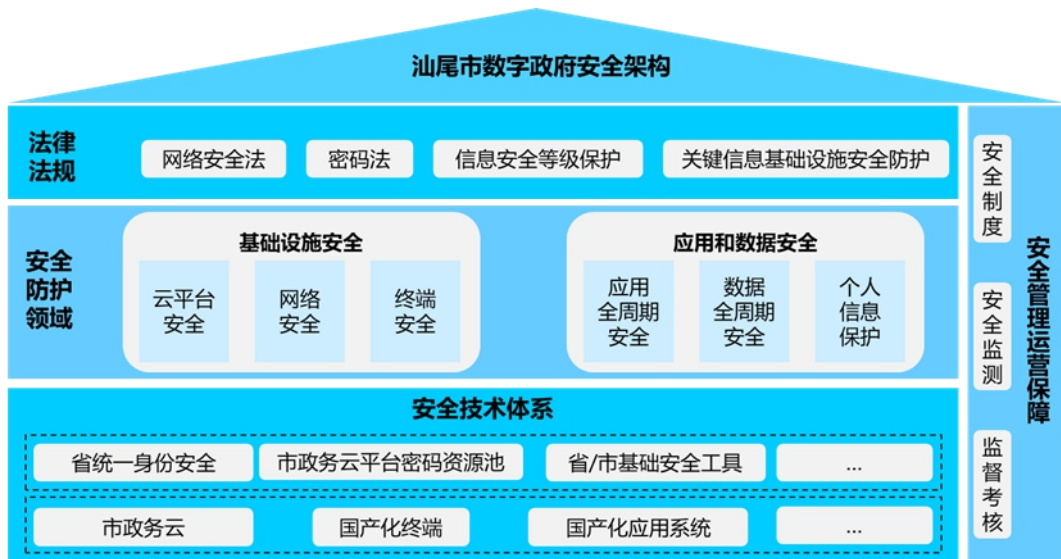 汕尾市数字政府安全架构
法律
法规
网络安全法
密码法
信息安全等级保护
关键信息基础设施安全防护
安全
防护
领域
基础设施安全
云平台
安全
网络
安全
终端
安全
应用和数据安全
应用
全周期
安全
数据
全周期
安全
个人
信息
保护
安全技术体系
省统一身份安全
市政务云平台密码资源池
省/市基础安全工具
...
市政务云
国产化终端
国产化应用系统
...
安全制度
安全监测
监督考核
安全管理运营保障